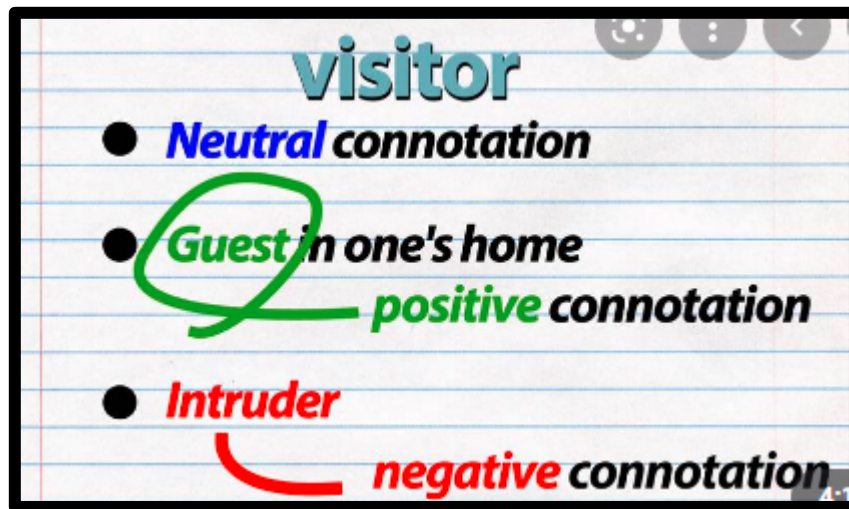 visitor
Neutral connotation
Guest in one's home
positive connotation
Intruder
negative connotation